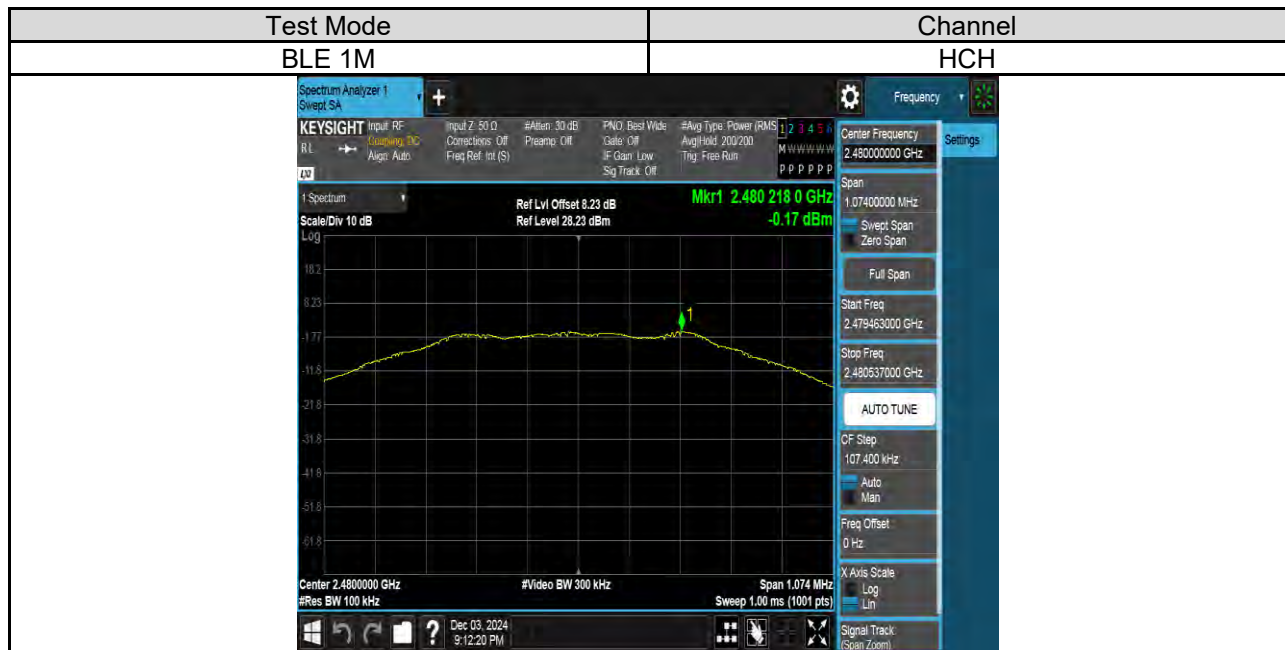 Test Mode Channel
BLE 1M HCH
Spectrum Analyzer 1
Swept SA
+
Frequency
KEYSIGHT Input: RF Input Z: 50 Ω #Atten: 30 dB PNO: Best Wide #Avg Type: Power (RMS 1 2 3 4 5 6
RL Coupling: DC Corrections: Off Preamp: Off Gate: Off Avg|Hold: 200/200 M W W W W W
Align: Auto Freq Ref: Int (S) IF Gain: Low Trig: Free Run
LXI Sig Track: Off P P P P P P
1 Spectrum Ref Lvl Offset 8.23 dB Mkr1 2.480 218 0 GHz
Scale/Div 10 dB Ref Level 28.23 dBm -0.17 dBm
Log
18.2
8.23
1
-1.77
-11.8
-21.8
-31.8
-41.8
-51.8
-61.8
Center 2.4800000 GHz #Video BW 300 kHz Span 1.074 MHz
#Res BW 100 kHz Sweep 1.00 ms (1001 pts)
? Dec 03, 2024
9:12:20 PM
Center Frequency
2.480000000 GHz
Settings
Span
1.07400000 MHz
Swept Span
Zero Span
Full Span
Start Freq
2.479463000 GHz
Stop Freq
2.480537000 GHz
AUTO TUNE
CF Step
107.400 kHz
Auto
Man
Freq Offset
0 Hz
X Axis Scale
Log
Lin
Signal Track
(Span Zoom)